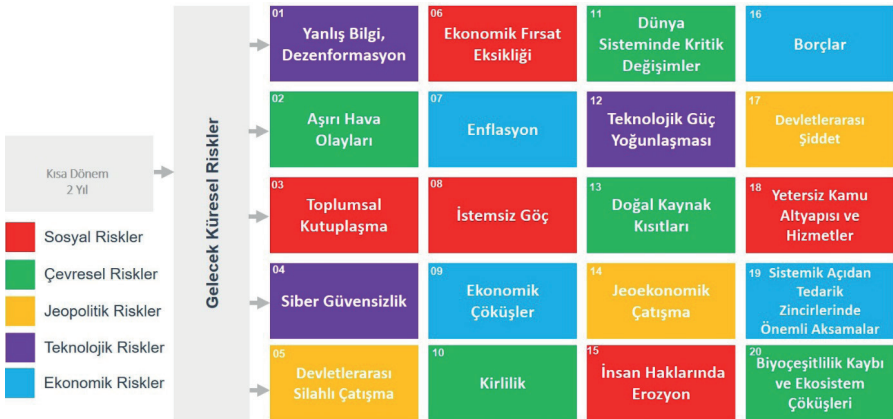 Kısa Dönem
2 Yıl
Sosyal Riskler
Çevresel Riskler
Jeopolitik Riskler
Teknolojik Riskler
Ekonomik Riskler
Gelecek Küresel Riskler
01
Yanlış Bilgi,
Dezenformasyon
02
Aşırı Hava
Olayları
03
Toplumsal
Kutuplaşma
04
Siber Güvensizlik
05
Devletlerarası
Silahlı Çatışma
06
Ekonomik Fırsat
Eksikliği
07
Enflasyon
08
İstemsiz Göç
09
Ekonomik
Çöküşler
10
Kirlilik
11
Dünya
Sisteminde Kritik
Değişimler
12
Teknolojik Güç
Yoğunlaşması
13
Doğal Kaynak
Kısıtları
14
Jeoekonomik
Çatışma
15
İnsan Haklarında
Erozyon
16
Borçlar
17
Devletlerarası
Şiddet
18
Yetersiz Kamu
Altyapısı ve
Hizmetler
19
Sistemik Açıdan
Tedarik
Zincirlerinde
Önemli Aksamalar
20
Biyoçeşitlilik Kaybı
ve Ekosistem
Çöküşleri